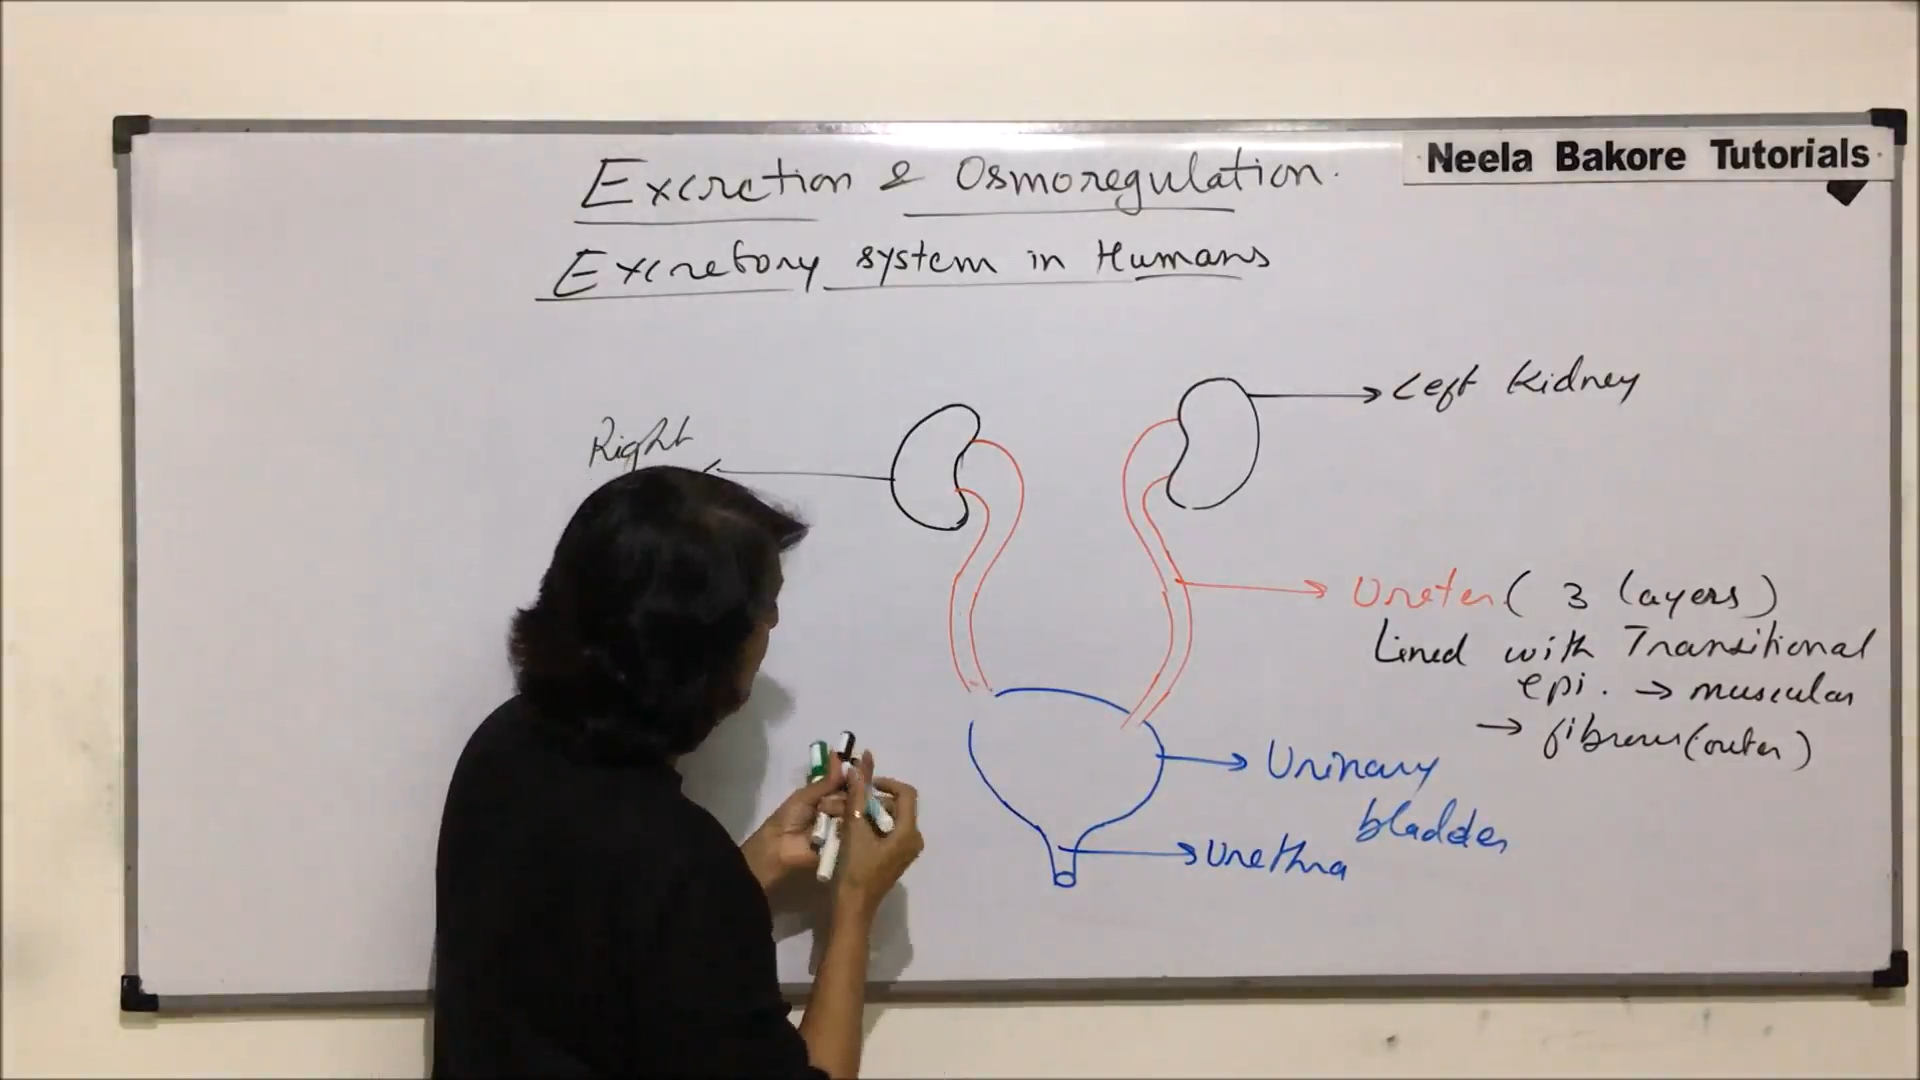 Neela Bakore Tutorials
Excretion & Osmoregulation.
Excretory system in Humans
Left Kidney
Right
Ureter ( 3 layers)
Lined with Transitional
epi. → muscular
→ fibrous (outer)
Urinary
bladder
Urethra